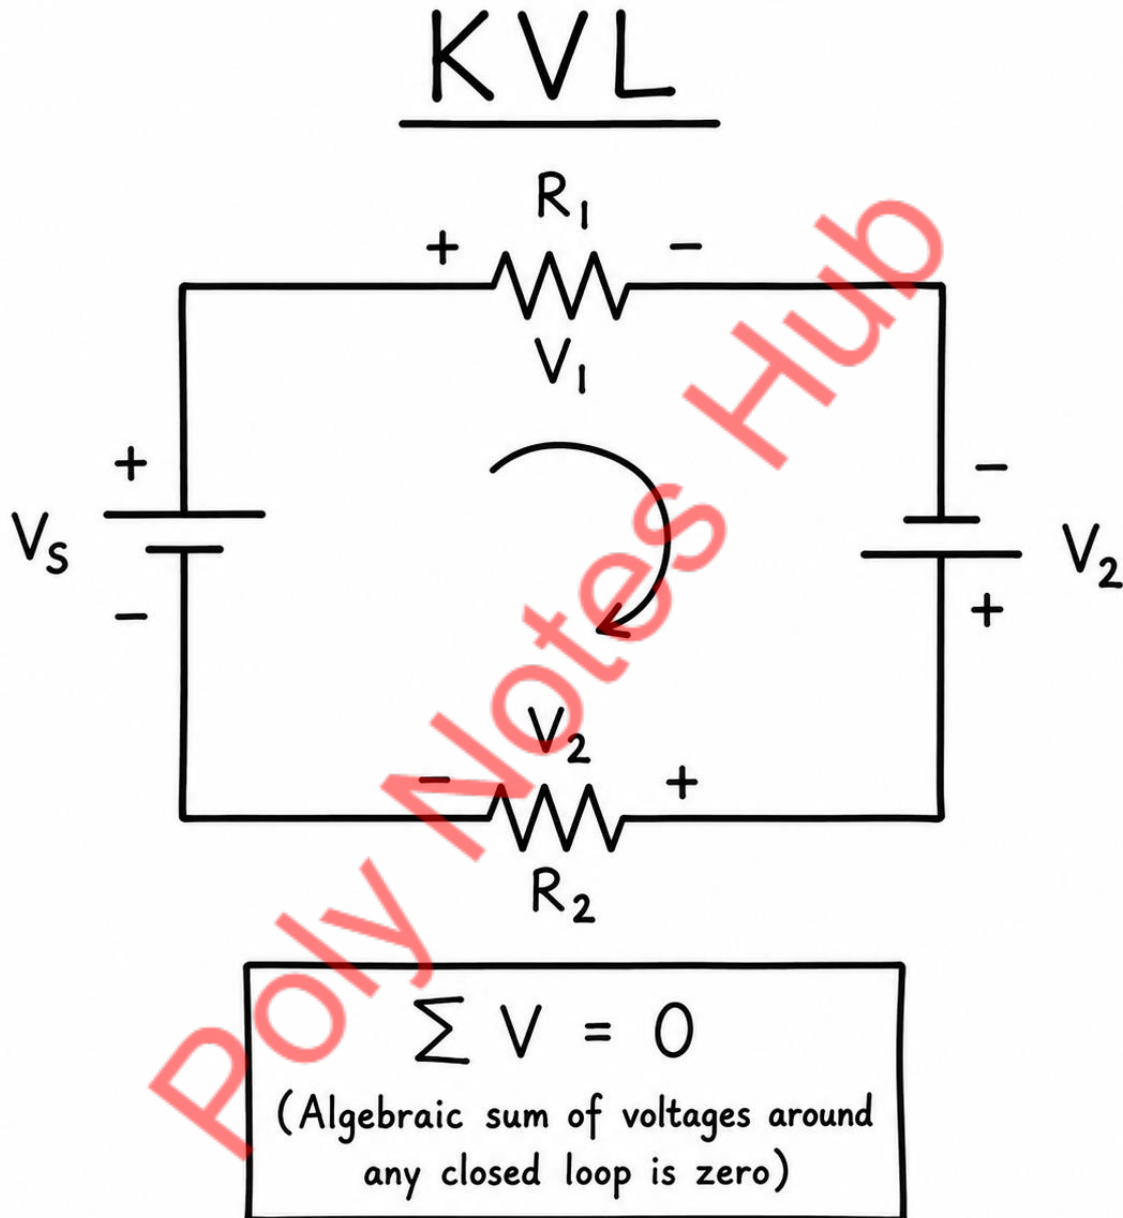 KVL
R₁
+ −
V₁
+ −
Vₛ V₂
− +
V₂
− +
R₂
∑ V = 0
(Algebraic sum of voltages around
any closed loop is zero)
Poly Notes Hub